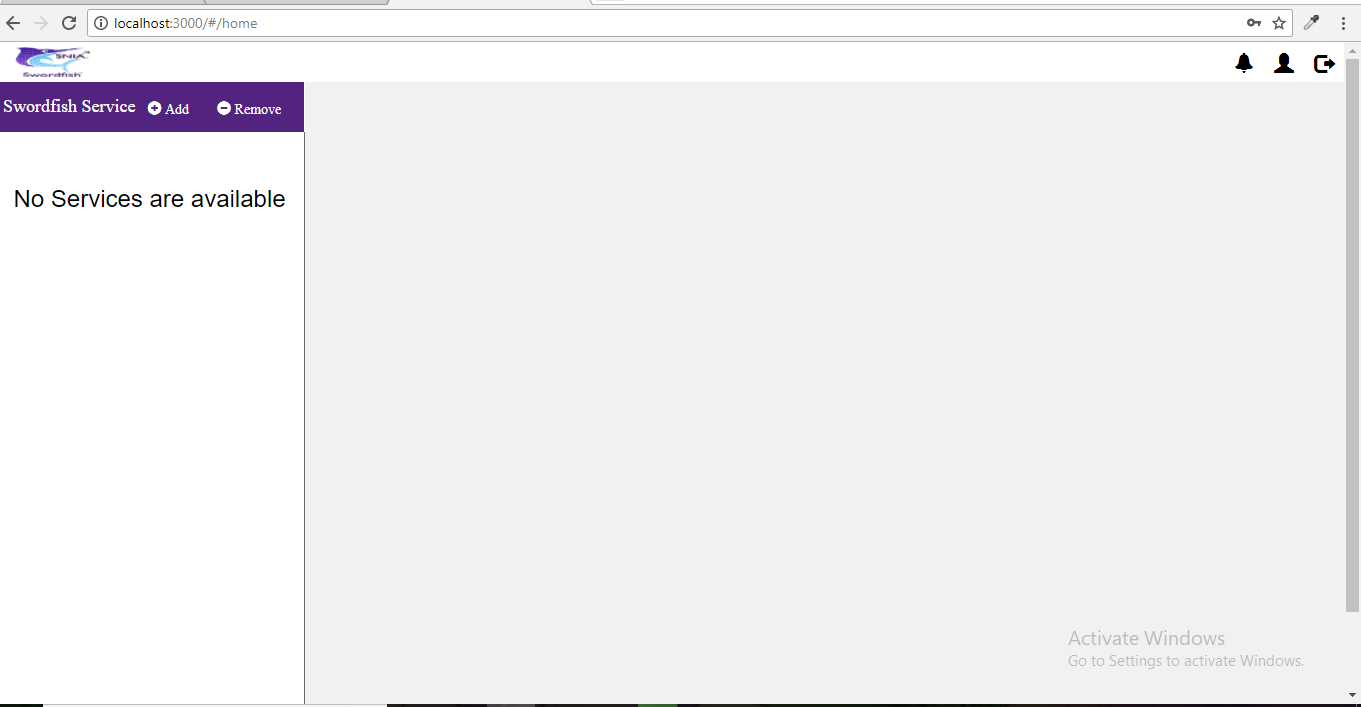 localhost:3000/#/home
SNIA
Swordfish
Swordfish Service Add Remove
No Services are available
Activate Windows
Go to Settings to activate Windows.